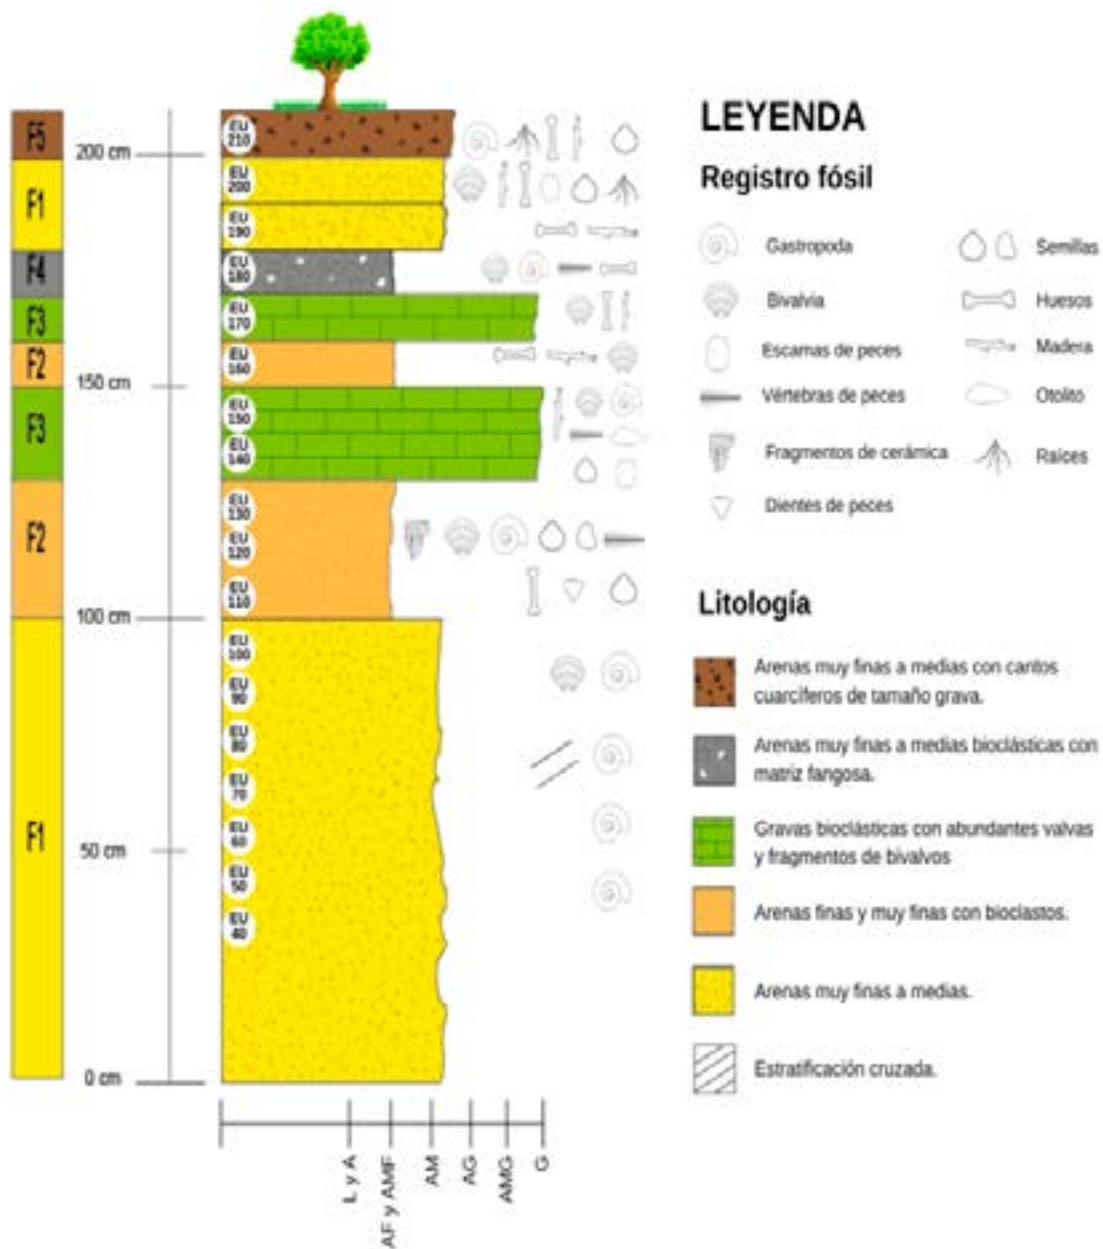 F5
F1
F4
F3
F2
F3
F2
F1
200 cm
150 cm
100 cm
50 cm
0 cm
EU
210
EU
200
EU
190
EU
180
EU
170
EU
160
EU
150
EU
140
EU
130
EU
120
EU
110
EU
100
EU
90
EU
80
EU
70
EU
60
EU
50
EU
40
L y A
AF y AMF
AM
AG
AMG
G
LEYENDA
Registro fósil
Gastropoda
Bivalvia
Escamas de peces
Vértebras de peces
Fragmentos de cerámica
Dientes de peces
Semillas
Huesos
Madera
Otolito
Raíces
Litología
Arenas muy finas a medias con cantos
cuarcíferos de tamaño grava.
Arenas muy finas a medias bioclásticas con
matriz fangosa.
Gravas bioclásticas con abundantes valvas
y fragmentos de bivalvos
Arenas finas y muy finas con bioclastos.
Arenas muy finas a medias.
Estratificación cruzada.